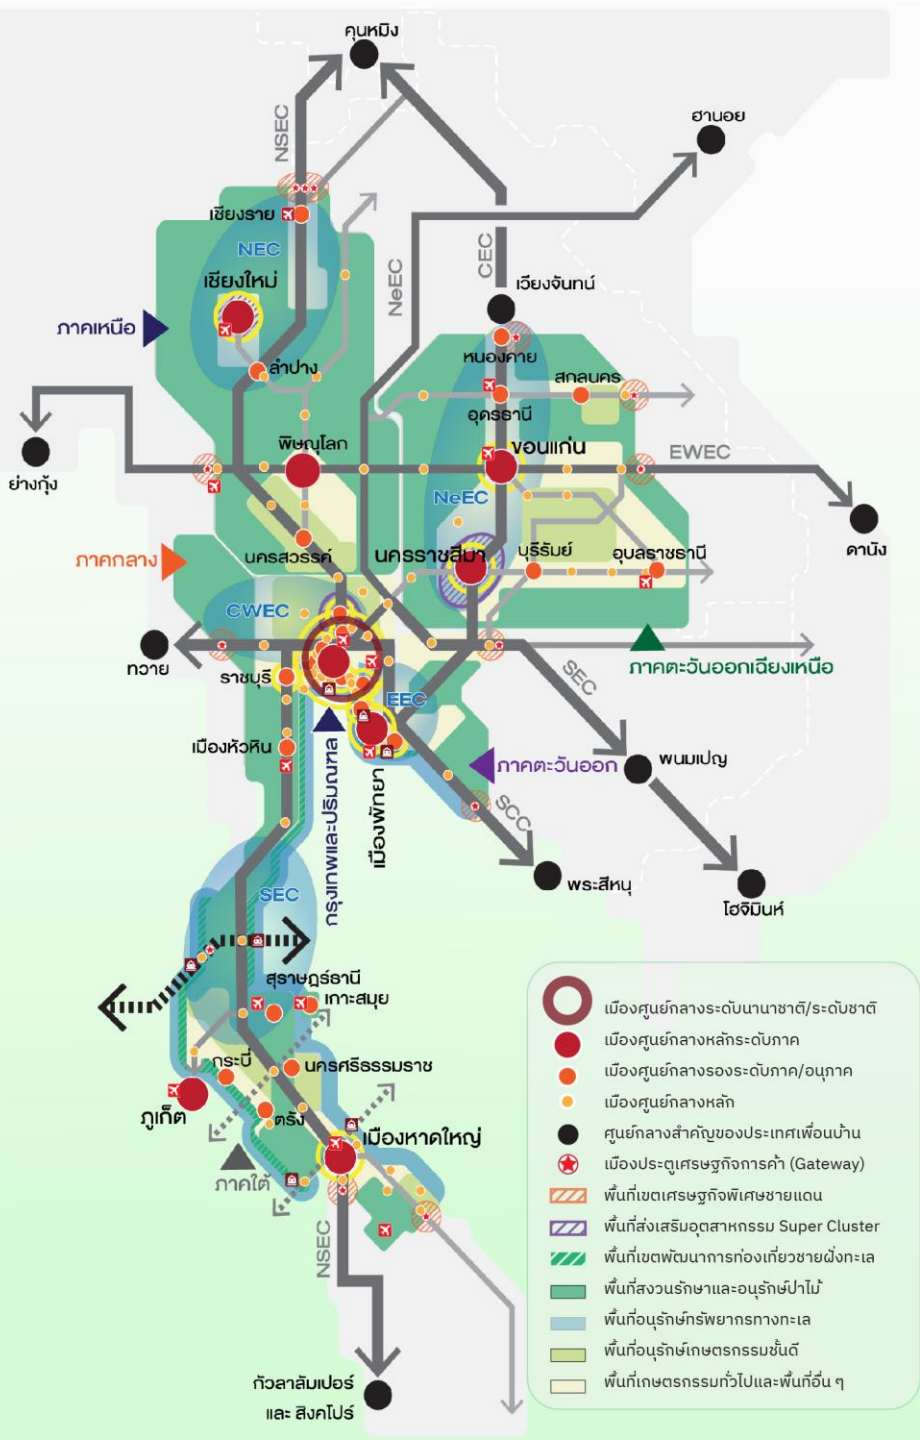 คุนหมิง
ฮานอย
NSEC
เชียงราย
NEC
เชียงใหม่
NeEC
CEC
เวียงจันทน์
ภาคเหนือ
หนองคาย
ลำปาง
สกลนคร
อุดรธานี
พิษณุโลก
ขอนแก่น
EWEC
ย่างกุ้ง
NeEC
ดานัง
นครสวรรค์
นครราชสีมา
บุรีรัมย์
อุบลราชธานี
ภาคกลาง
CWEC
ทวาย
ราชบุรี
ภาคตะวันออกเฉียงเหนือ
EEC
SEC
เมืองหัวหิน
กรุงเทพและปริมณฑล
เมืองพัทยา
ภาคตะวันออก
พนมเปญ
SCC
พระสีหนุ
โฮจิมินห์
SEC
สุราษฎร์ธานี
เกาะสมุย
กระบี่
นครศรีธรรมราช
ภูเก็ต
ตรัง
เมืองหาดใหญ่
ภาคใต้
NSEC
กัวลาลัมเปอร์
และ สิงคโปร์
เมืองศูนย์กลางระดับนานาชาติ/ระดับชาติ
เมืองศูนย์กลางหลักระดับภาค
เมืองศูนย์กลางรองระดับภาค/อนุภาค
เมืองศูนย์กลางหลัก
ศูนย์กลางสำคัญของประเทศเพื่อนบ้าน
เมืองประตูเศรษฐกิจการค้า (Gateway)
พื้นที่เขตเศรษฐกิจพิเศษชายแดน
พื้นที่ส่งเสริมอุตสาหกรรม Super Cluster
พื้นที่เขตพัฒนาการท่องเที่ยวชายฝั่งทะเล
พื้นที่สงวนรักษาและอนุรักษ์ป่าไม้
พื้นที่อนุรักษ์ทรัพยากรทางทะเล
พื้นที่อนุรักษ์เกษตรกรรมชั้นดี
พื้นที่เกษตรกรรมทั่วไปและพื้นที่อื่น ๆ